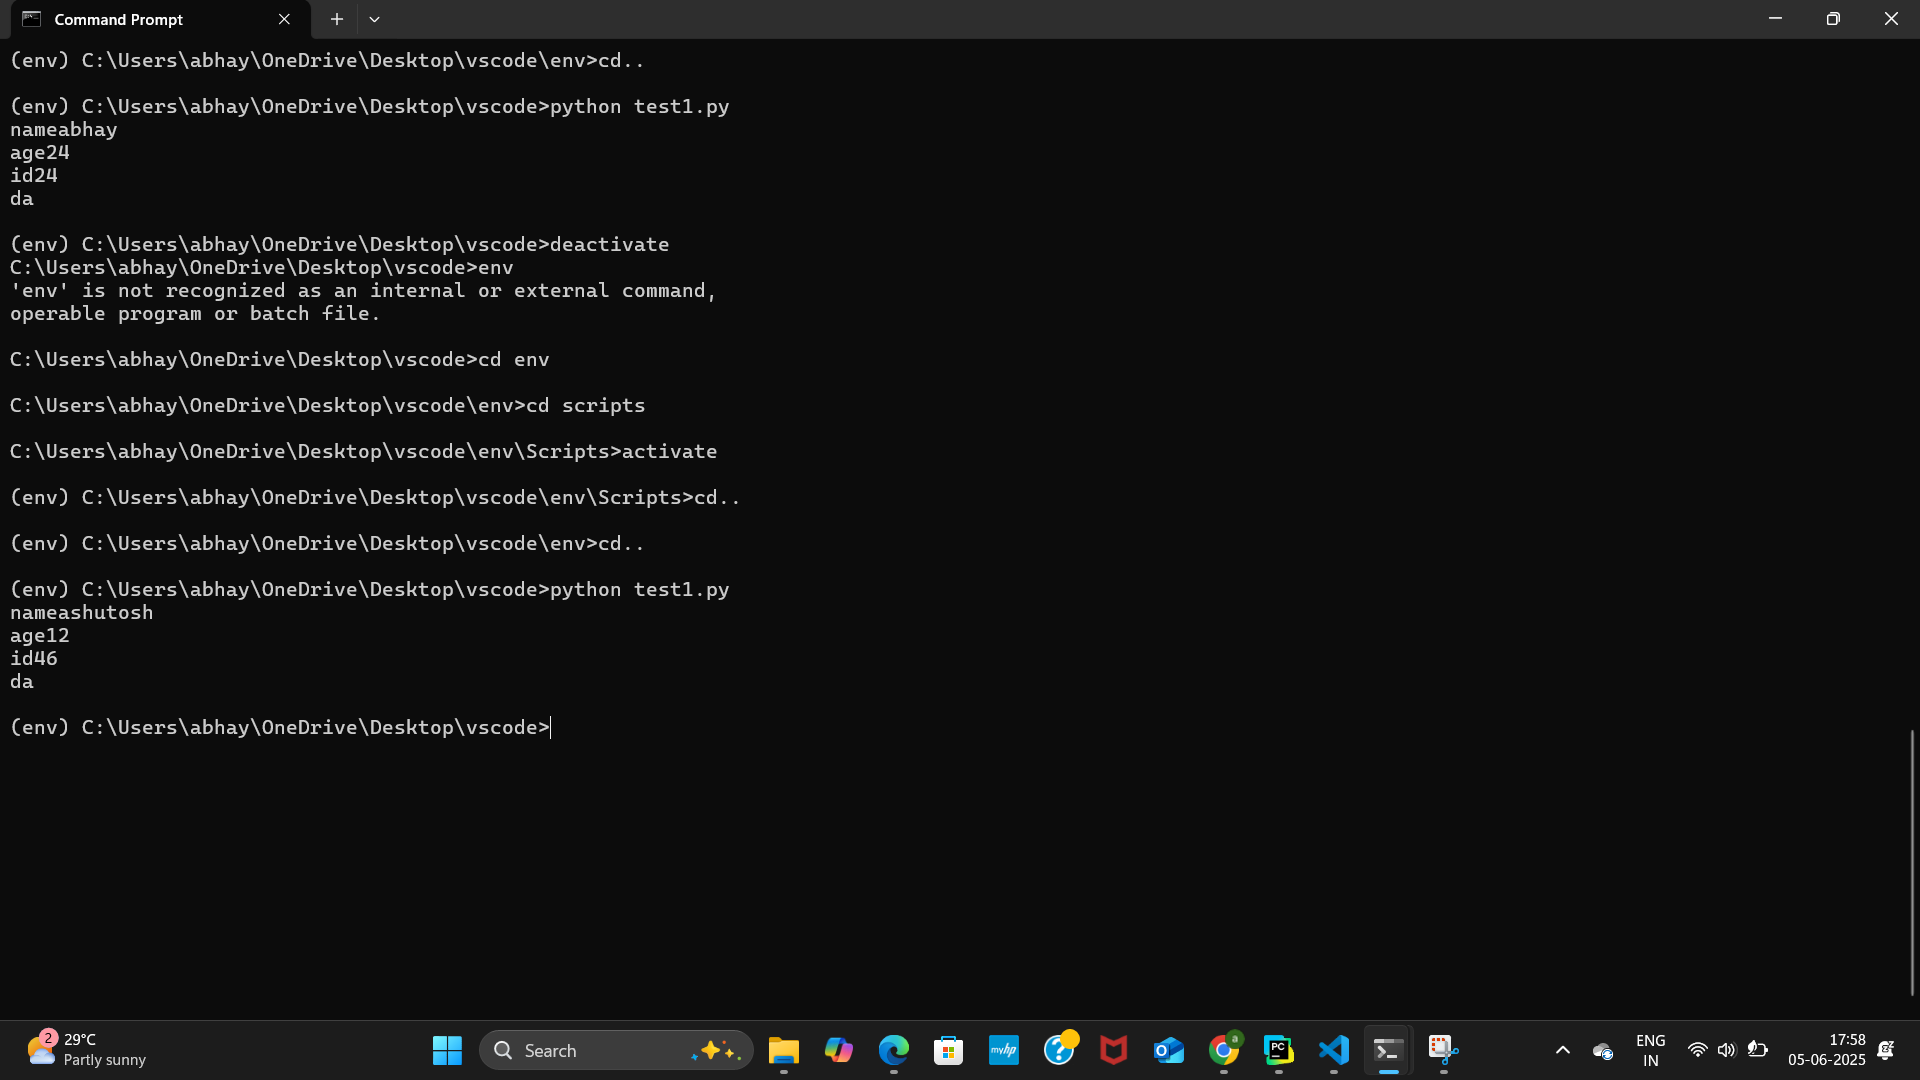 Command Prompt
(env) C:\Users\abhay\OneDrive\Desktop\vscode\env>cd..
(env) C:\Users\abhay\OneDrive\Desktop\vscode>python test1.py
nameabhay
age24
id24
da
(env) C:\Users\abhay\OneDrive\Desktop\vscode>deactivate
C:\Users\abhay\OneDrive\Desktop\vscode>env
'env' is not recognized as an internal or external command,
operable program or batch file.
C:\Users\abhay\OneDrive\Desktop\vscode>cd env
C:\Users\abhay\OneDrive\Desktop\vscode\env>cd scripts
C:\Users\abhay\OneDrive\Desktop\vscode\env\Scripts>activate
(env) C:\Users\abhay\OneDrive\Desktop\vscode\env\Scripts>cd..
(env) C:\Users\abhay\OneDrive\Desktop\vscode\env>cd..
(env) C:\Users\abhay\OneDrive\Desktop\vscode>python test1.py
nameashutosh
age12
id46
da
(env) C:\Users\abhay\OneDrive\Desktop\vscode>
2
29°C
Partly sunny
Search
myhp
a
PC
ENG
IN
17:58
05-06-2025